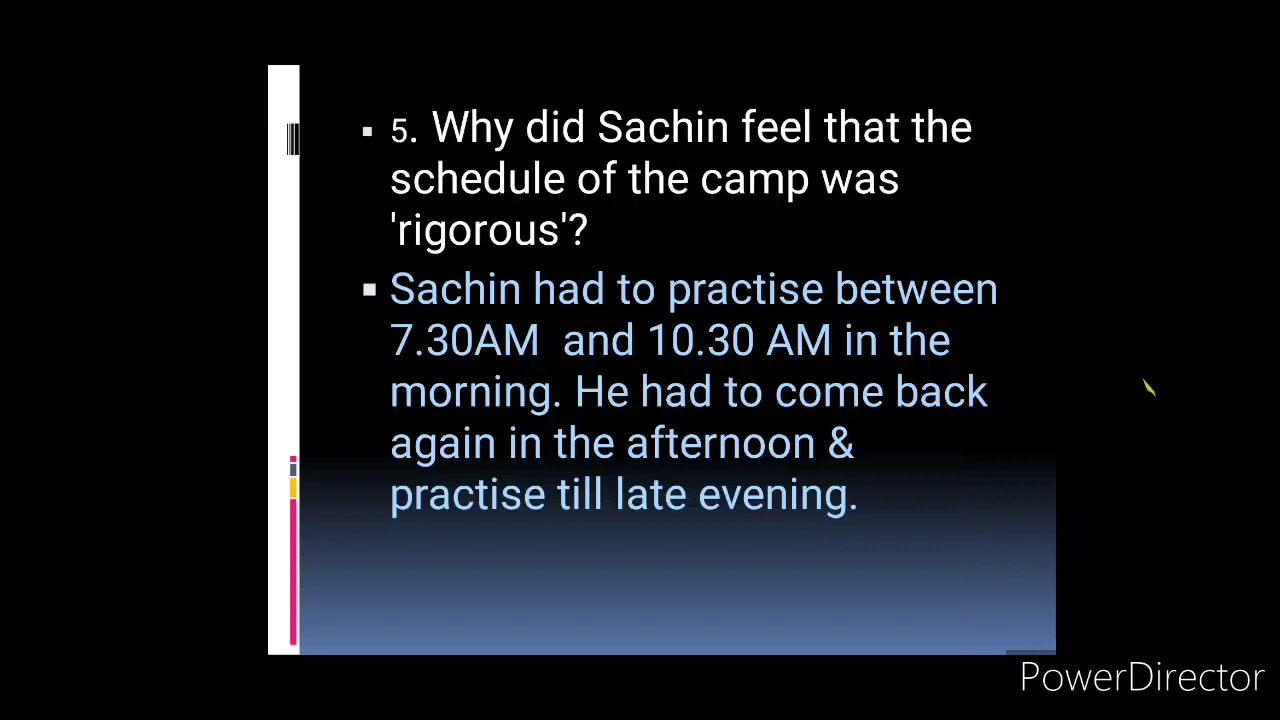 5. Why did Sachin feel that the
schedule of the camp was
'rigorous'?
Sachin had to practise between
7.30AM  and 10.30 AM in the
morning. He had to come back
again in the afternoon &
practise till late evening.
PowerDirector